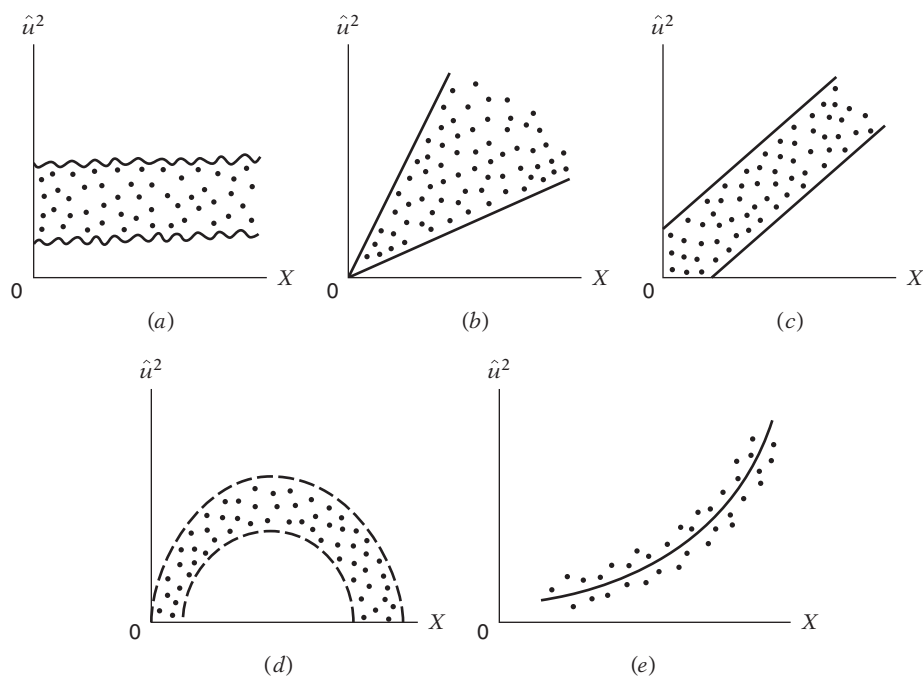 û² û² û²
0 X 0 X 0 X
(a) (b) (c)
û² û²
0 X 0 X
(d) (e)